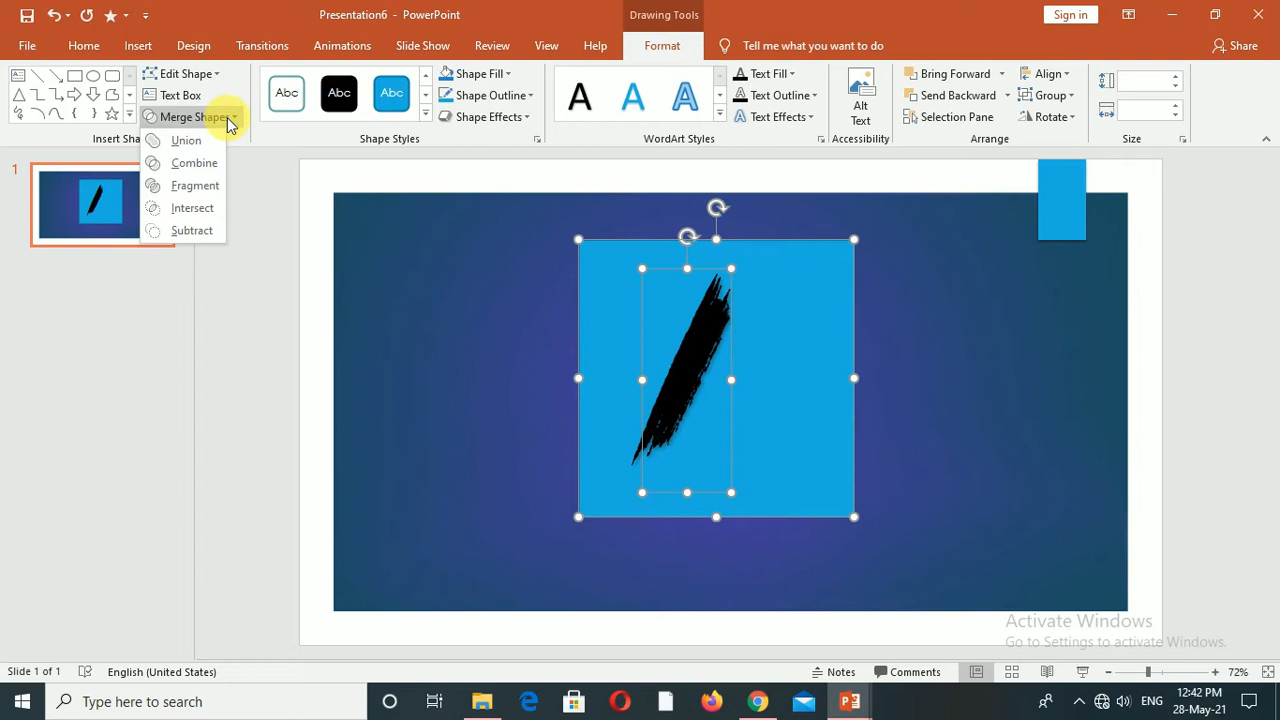 Presentation6 - PowerPoint
Drawing Tools
Sign in
File
Home
Insert
Design
Transitions
Animations
Slide Show
Review
View
Help
Format
Tell me what you want to do
Share
Edit Shape
Text Box
Merge Shapes
Insert Sha
Union
Combine
Fragment
Intersect
Subtract
Abc
Abc
Abc
Shape Fill
Shape Outline
Shape Effects
Shape Styles
A
A
A
Text Fill
Text Outline
Text Effects
WordArt Styles
Alt
Text
Accessibility
Bring Forward
Send Backward
Selection Pane
Align
Group
Rotate
Arrange
Size
1
Activate Windows
Go to Settings to activate Windows.
Slide 1 of 1
English (United States)
Notes
Comments
72%
Type here to search
ENG
12:42 PM
28-May-21